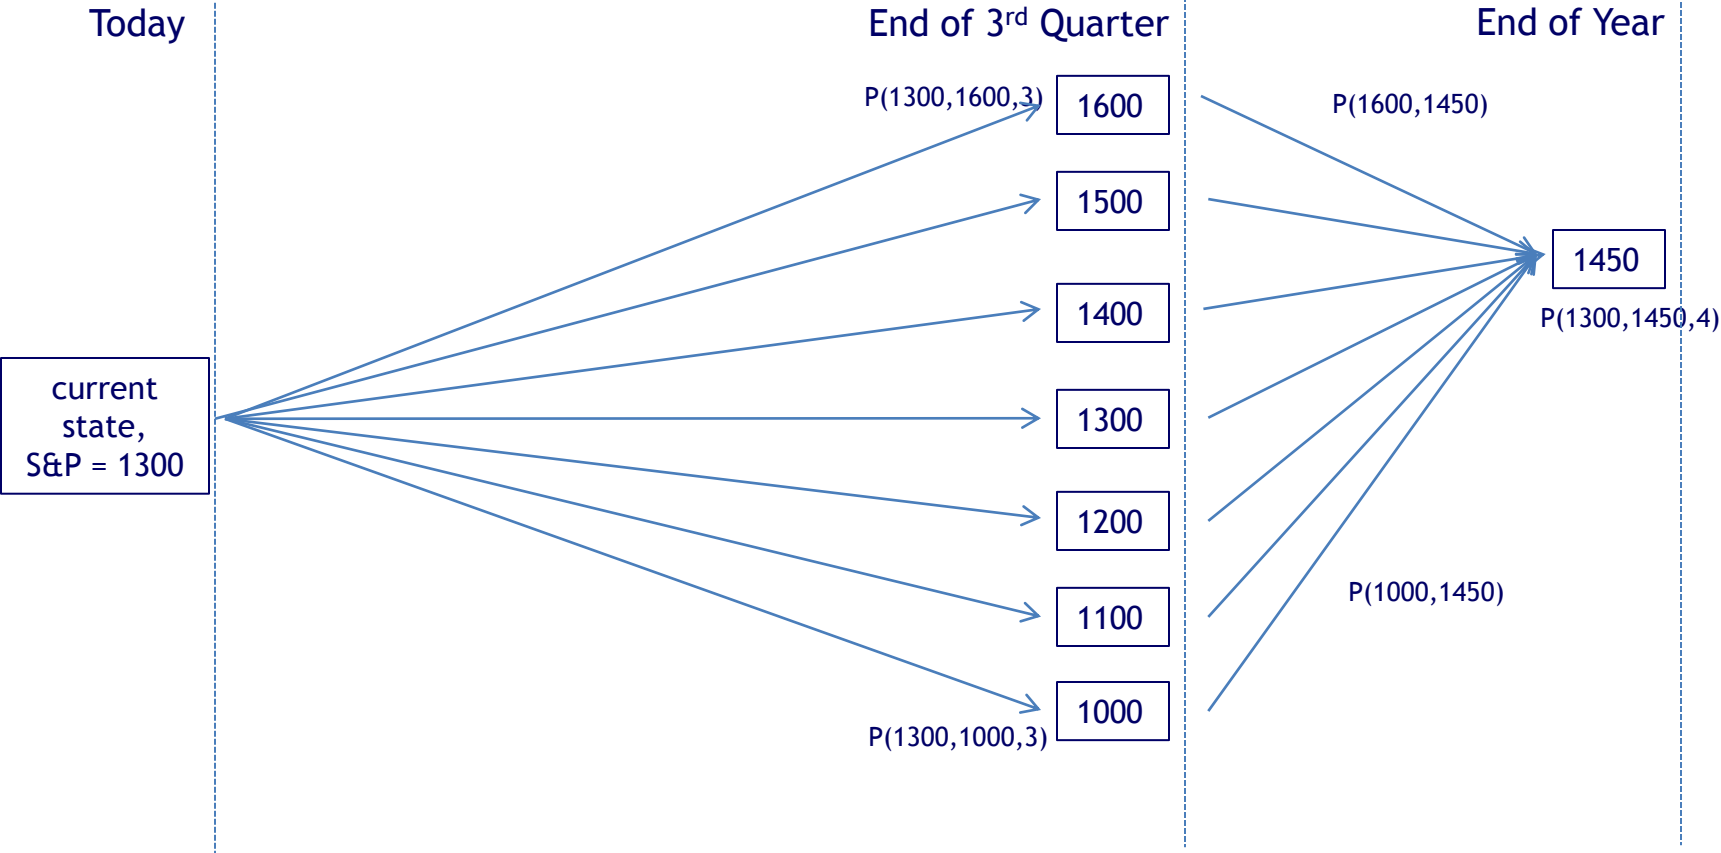 Today
End of 3rd Quarter
End of Year
P(1300,1600,3)
1600
P(1600,1450)
1500
1450
1400
P(1300,1450,4)
current
state,
S&P = 1300
1300
1200
1100
P(1000,1450)
1000
P(1300,1000,3)